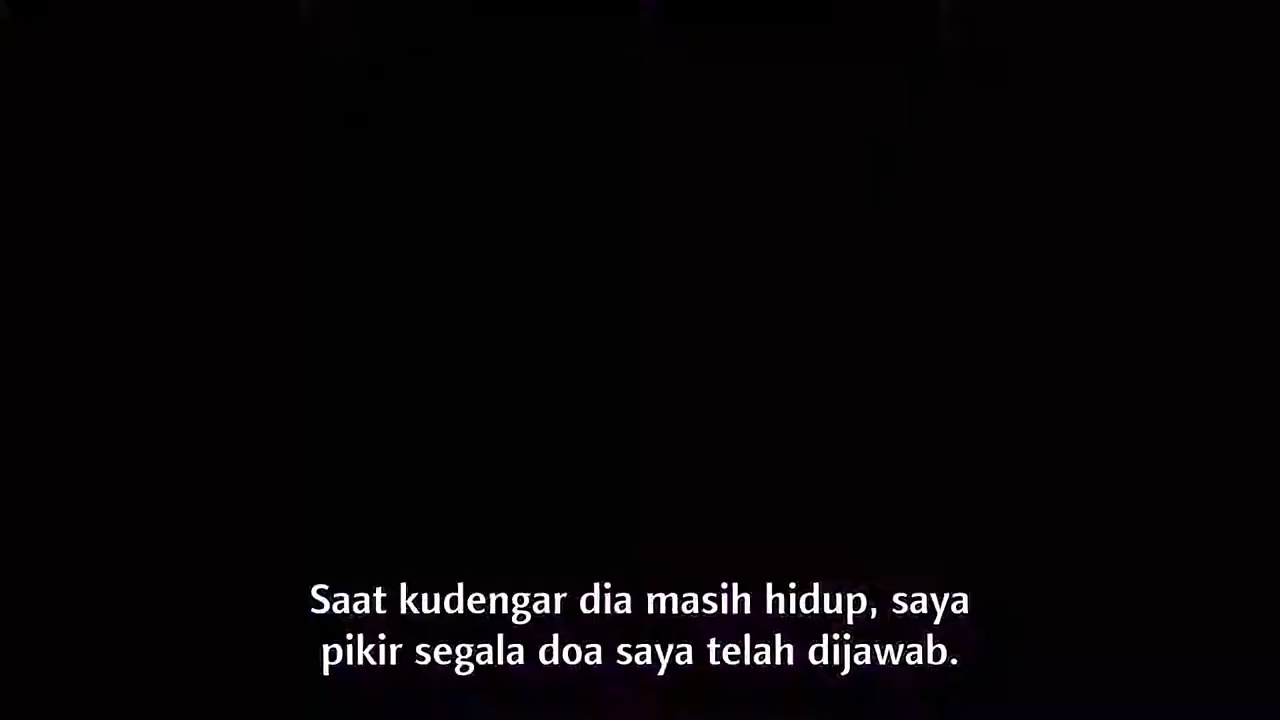 Saat kudengar dia masih hidup, saya
pikir segala doa saya telah dijawab.